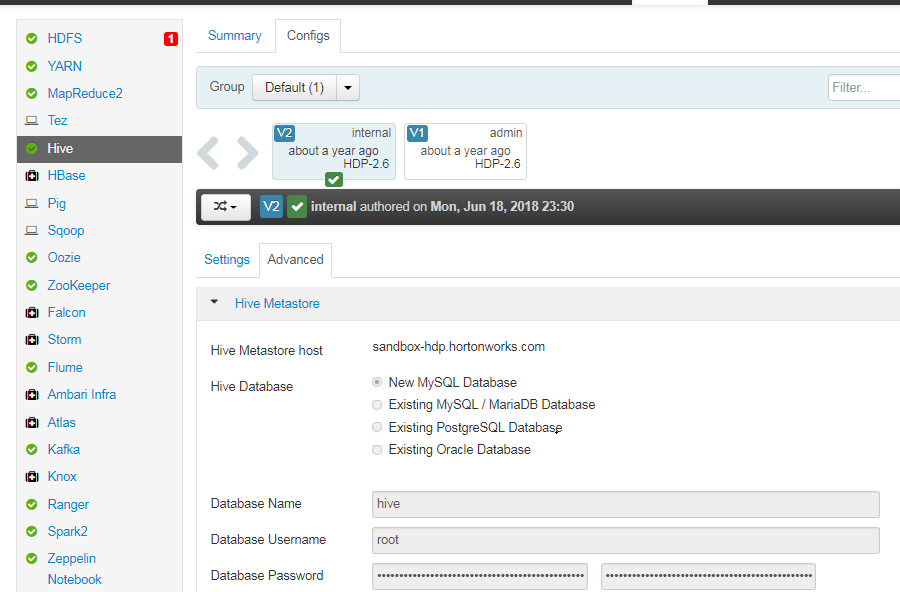 HDFS
1
YARN
MapReduce2
Tez
Hive
HBase
Pig
Sqoop
Oozie
ZooKeeper
Falcon
Storm
Flume
Ambari Infra
Atlas
Kafka
Knox
Ranger
Spark2
Zeppelin
Notebook
Summary
Configs
Group
Default (1)
Filter...
V2 internal
about a year ago
HDP-2.6
V1 admin
about a year ago
HDP-2.6
V2 internal authored on Mon, Jun 18, 2018 23:30
Settings
Advanced
Hive Metastore
Hive Metastore host
sandbox-hdp.hortonworks.com
Hive Database
New MySQL Database
Existing MySQL / MariaDB Database
Existing PostgreSQL Database
Existing Oracle Database
Database Name
hive
Database Username
root
Database Password